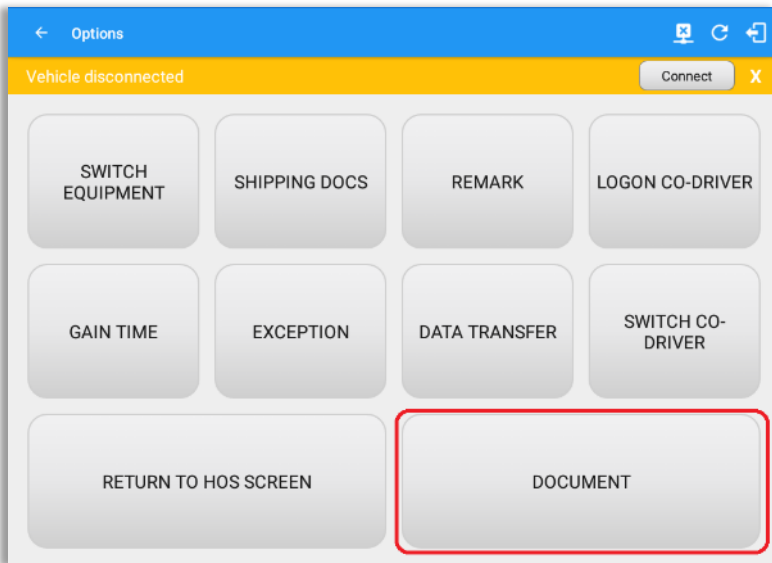 Options
Vehicle disconnected
Connect
X
SWITCH
EQUIPMENT
SHIPPING DOCS
REMARK
LOGON CO-DRIVER
GAIN TIME
EXCEPTION
DATA TRANSFER
SWITCH CO-
DRIVER
RETURN TO HOS SCREEN
DOCUMENT